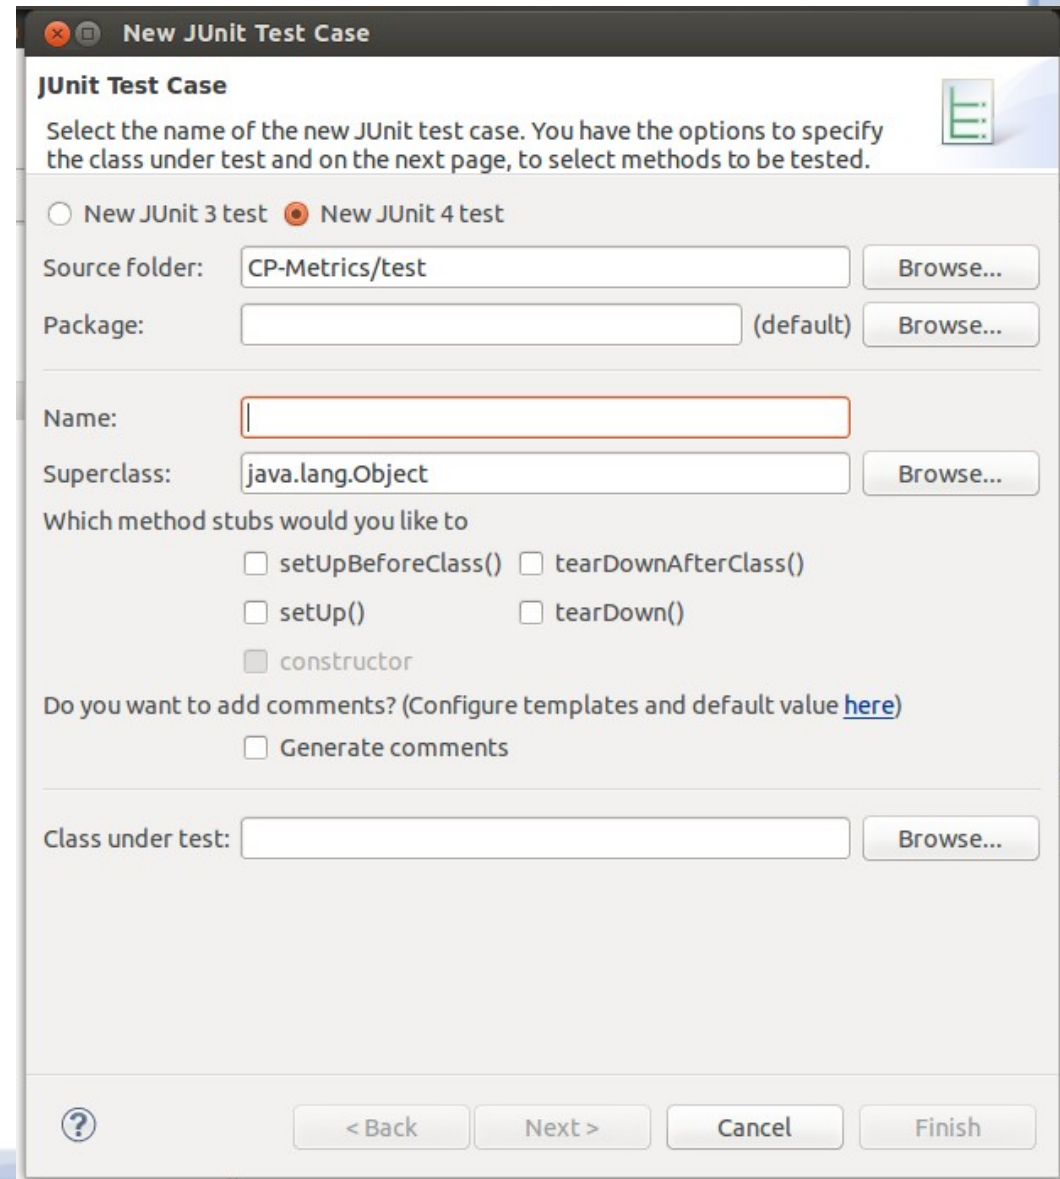 New JUnit Test Case
JUnit Test Case
Select the name of the new JUnit test case. You have the options to specify
the class under test and on the next page, to select methods to be tested.
New JUnit 3 test New JUnit 4 test
Source folder: CP-Metrics/test Browse...
Package: (default) Browse...
Name:
Superclass: java.lang.Object Browse...
Which method stubs would you like to
setUpBeforeClass() tearDownAfterClass()
setUp() tearDown()
constructor
Do you want to add comments? (Configure templates and default value here)
Generate comments
Class under test: Browse...
? < Back Next > Cancel Finish